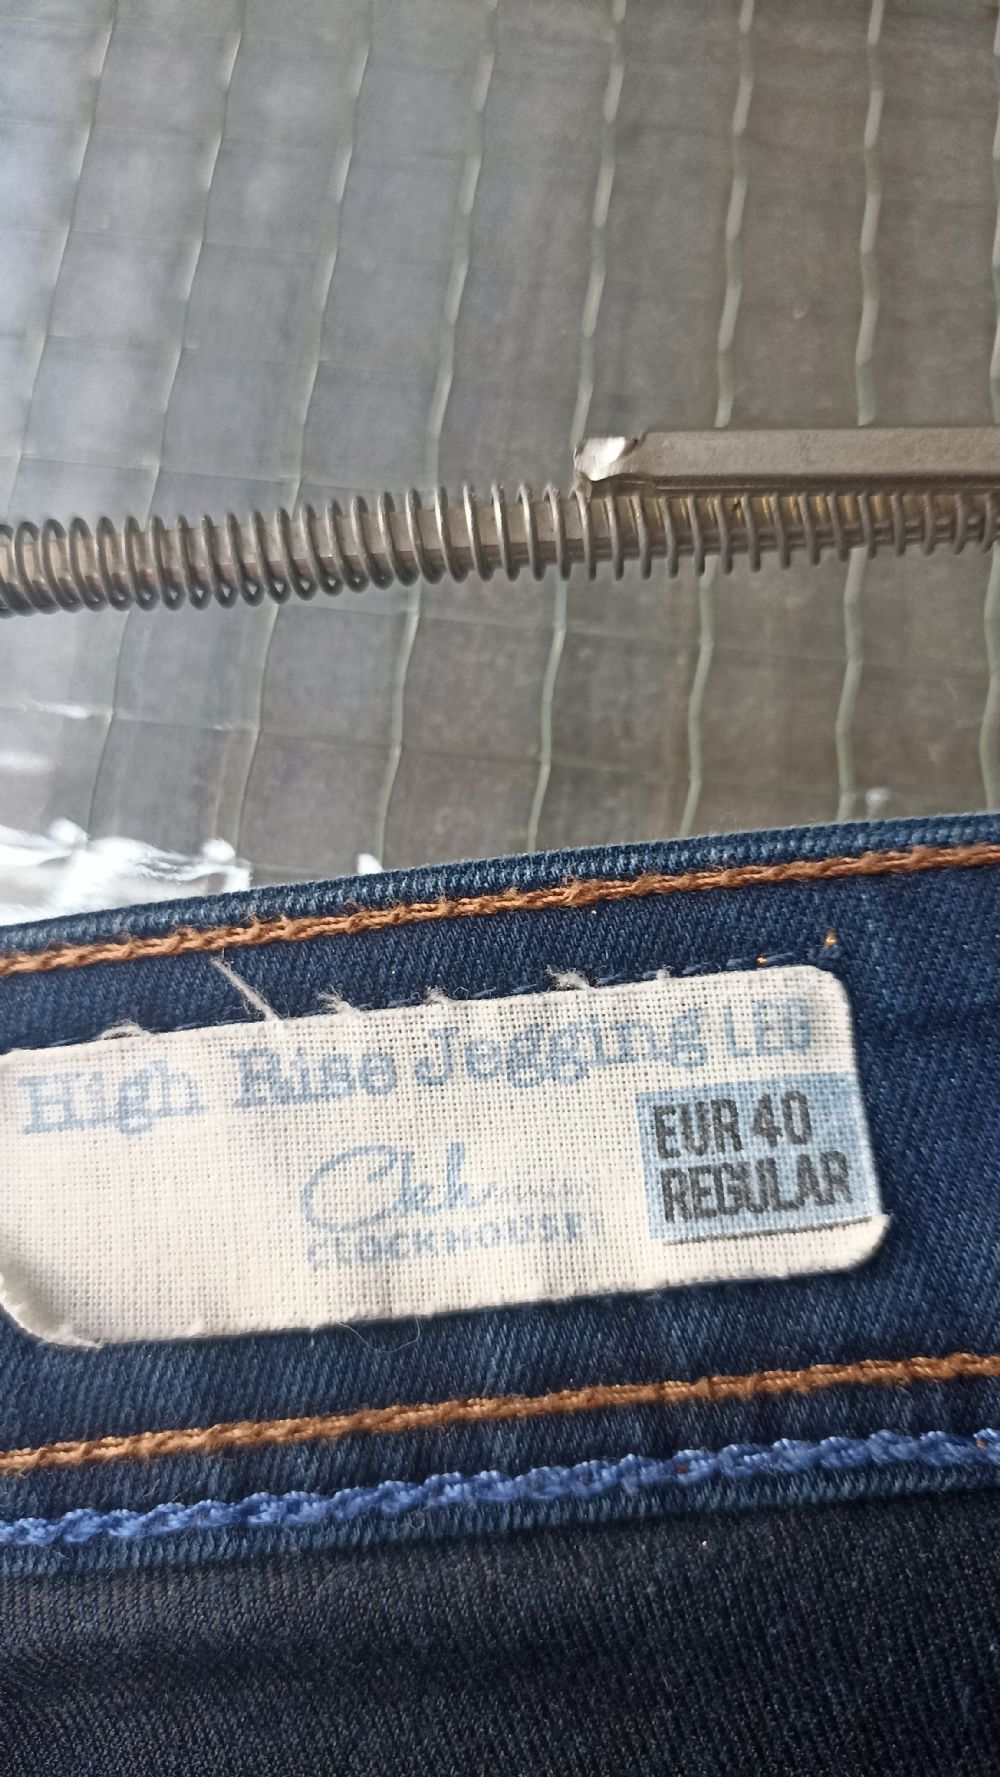 High Rise Jegging LEG
EUR 40
REGULAR
Ckh
CLOCKHOUSE